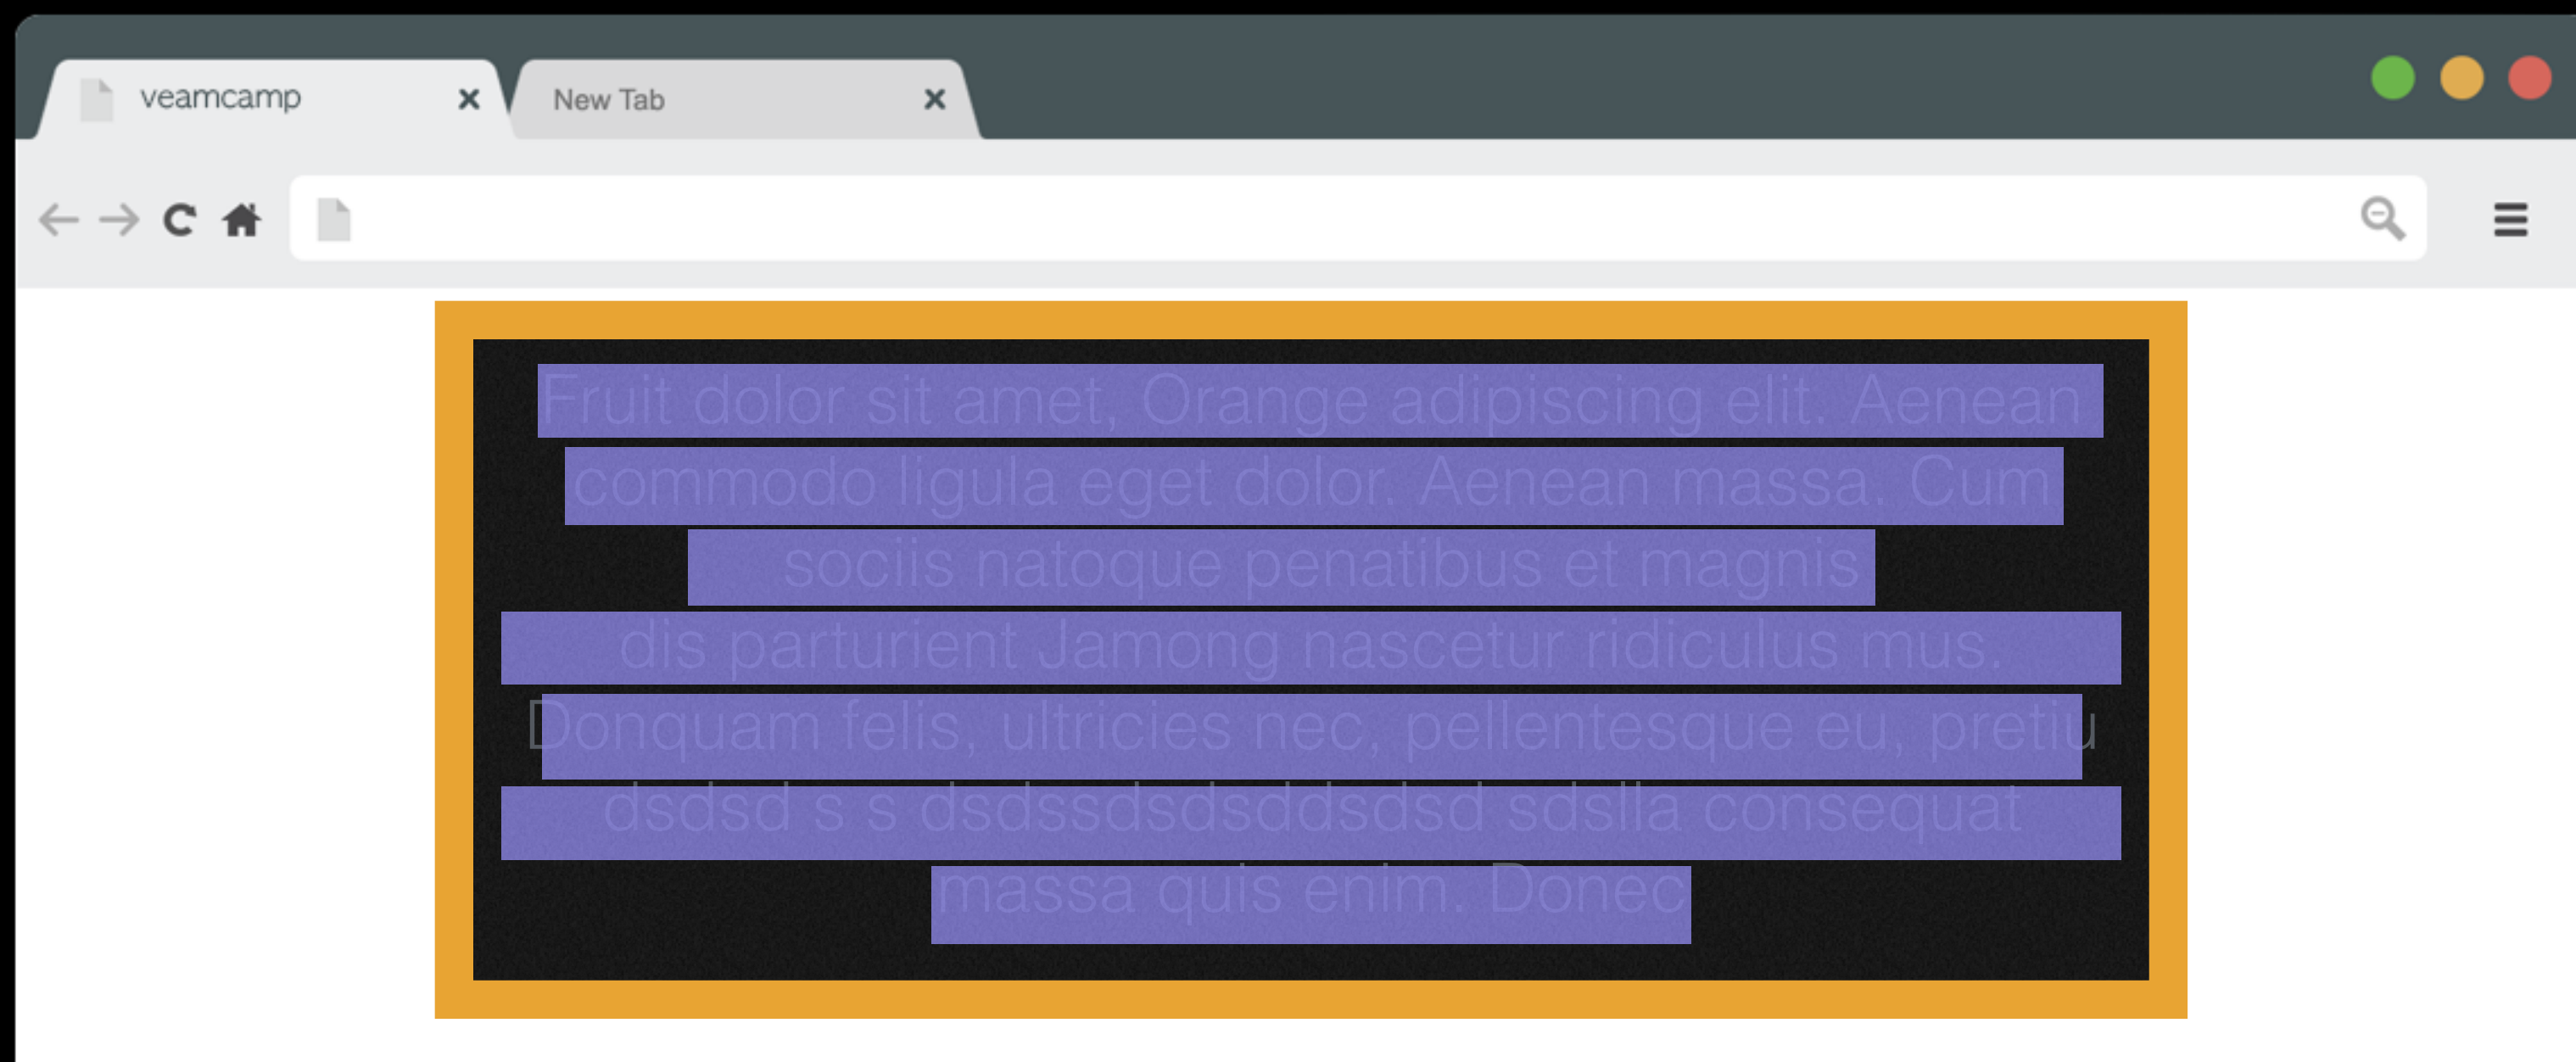 veamcamp
New Tab
Fruit dolor sit amet, Orange adipiscing elit. Aenean
commodo ligula eget dolor. Aenean massa. Cum
sociis natoque penatibus et magnis
dis parturient Jamong nascetur ridiculus mus.
Donquam felis, ultricies nec, pellentesque eu, pretiu
dsdsd s s dsdssdsdsddsdsd sdslla consequat
massa quis enim. Donec